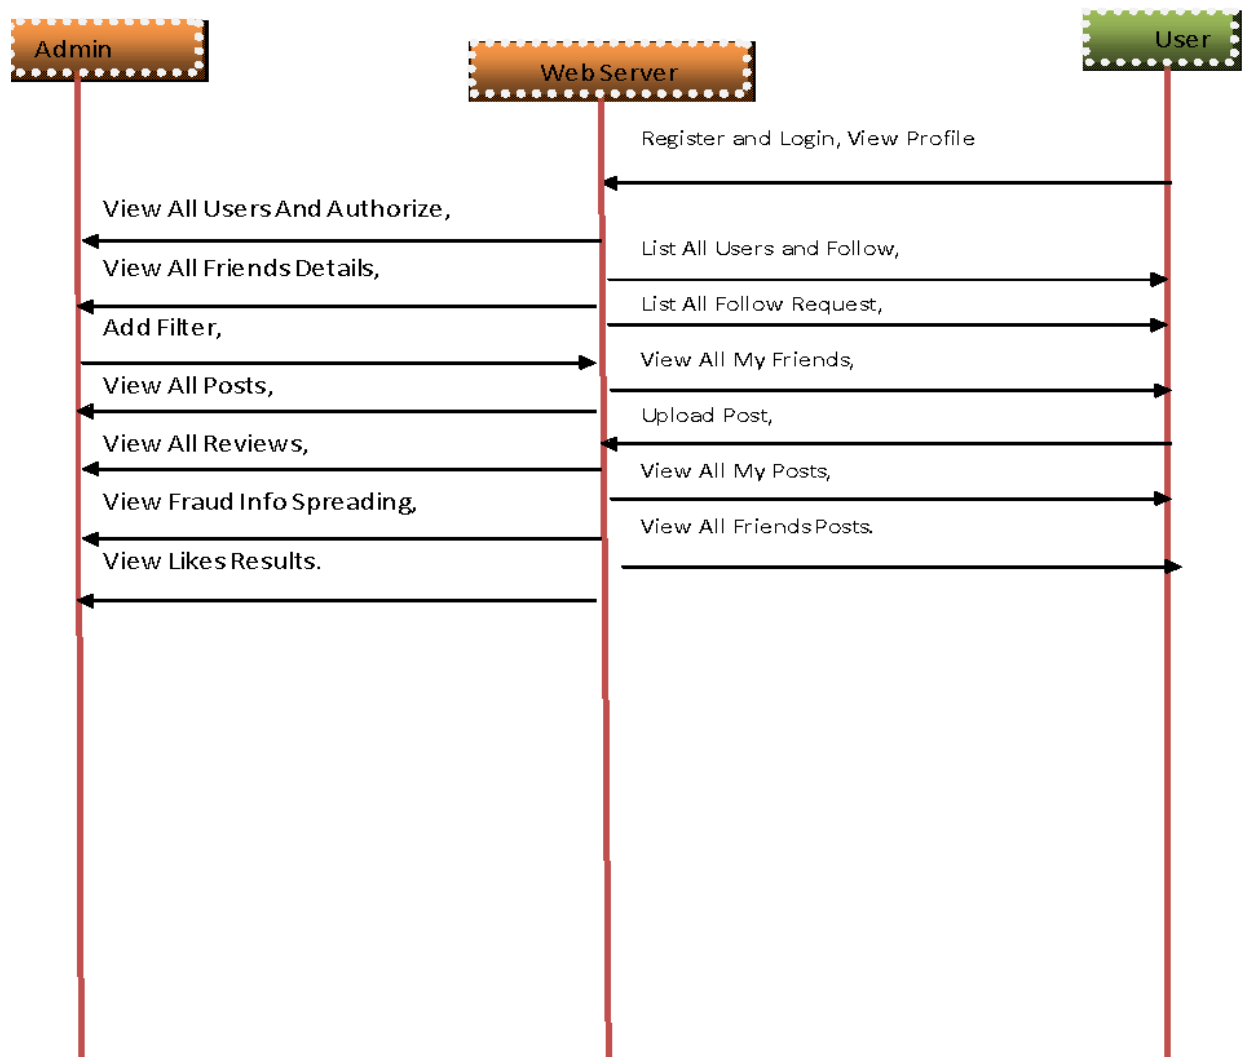 Admin
Web Server
User
Register and Login, View Profile
View All Users And Authorize,
List All Users and Follow,
View All Friends Details,
List All Follow Request,
Add Filter,
View All My Friends,
View All Posts,
Upload Post,
View All Reviews,
View All My Posts,
View Fraud Info Spreading,
View All Friends Posts.
View Likes Results.